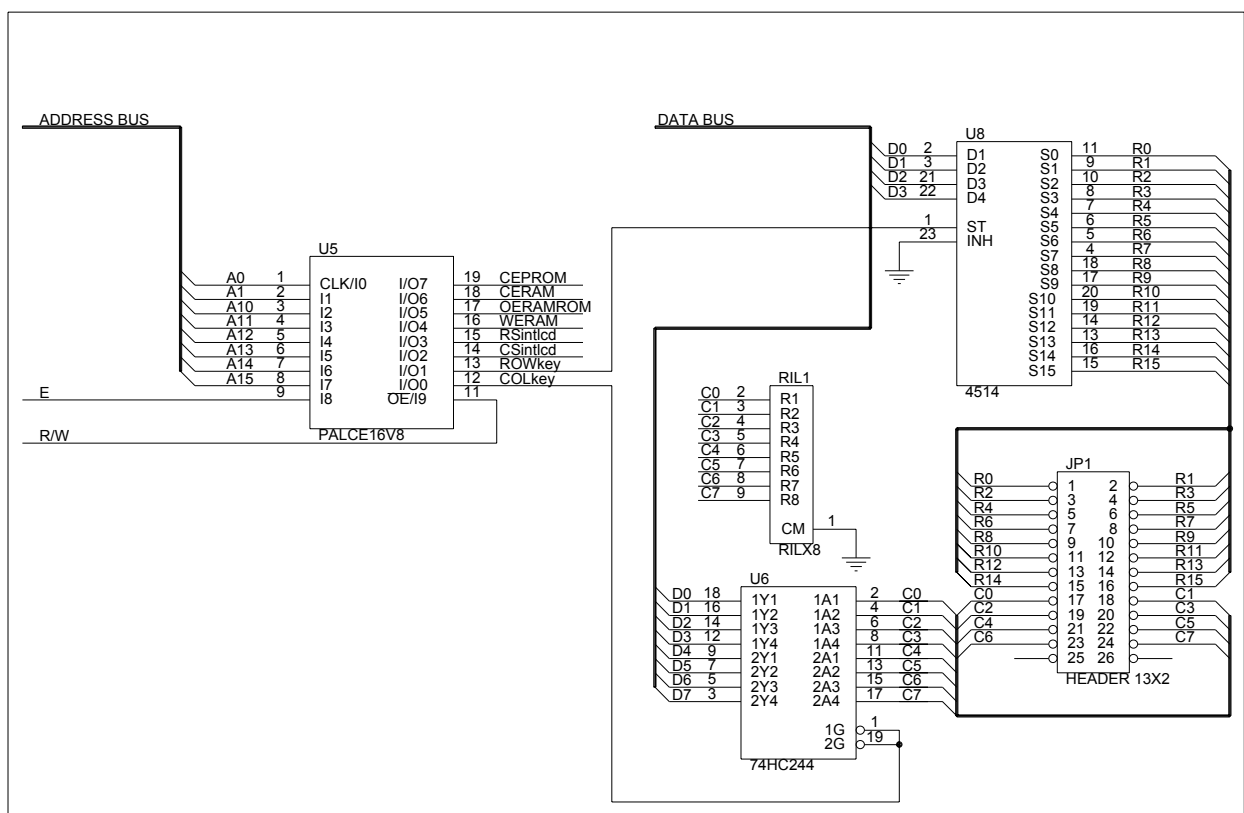 ADDRESS BUS
DATA BUS
U8
D0 2 D1 S0 11 R0
D1 3 D2 S1 9 R1
D2 21 D3 S2 10 R2
D3 22 D4 S3 8 R3
S4 7 R4
1 ST S5 6 R5
23 INH S6 5 R6
S7 4 R7
S8 18 R8
S9 17 R9
S10 20 R10
S11 19 R11
S12 14 R12
S13 13 R13
S14 16 R14
S15 15 R15
4514
U5
A0 1 CLK/I0 I/O7 19 CEPROM
A1 2 I1 I/O6 18 CERAM
A10 3 I2 I/O5 17 OERAMROM
A11 4 I3 I/O4 16 WERAM
A12 5 I4 I/O3 15 RSintlcd
A13 6 I5 I/O2 14 CSintlcd
A14 7 I6 I/O1 13 ROWkey
A15 8 I7 I/O0 12 COLkey
E 9 I8 OE/I9 11
R/W
PALCE16V8
RIL1
C0 2 R1
C1 3 R2
C2 4 R3
C3 5 R4
C4 6 R5
C5 7 R6
C6 8 R7
C7 9 R8
CM 1
RILX8
JP1
R0 1 2 R1
R2 3 4 R3
R4 5 6 R5
R6 7 8 R7
R8 9 10 R9
R10 11 12 R11
R12 13 14 R13
R14 15 16 R15
C0 17 18 C1
C2 19 20 C3
C4 21 22 C5
C6 23 24 C7
25 26
HEADER 13X2
U6
D0 18 1Y1 1A1 2 C0
D1 16 1Y2 1A2 4 C1
D2 14 1Y3 1A3 6 C2
D3 12 1Y4 1A4 8 C3
D4 9 2Y1 2A1 11 C4
D5 7 2Y2 2A2 13 C5
D6 5 2Y3 2A3 15 C6
D7 3 2Y4 2A4 17 C7
1G 1
2G 19
74HC244